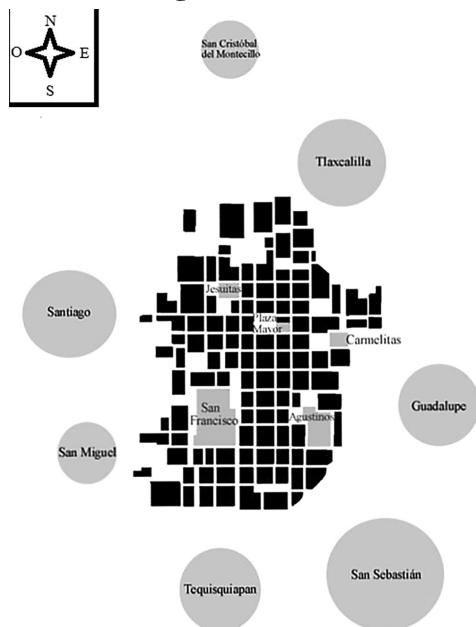 N
O E
S
San Cristóbal
del Montecillo
Tlaxcalilla
Jesuitas
Santiago
Plaza
Mayor
Carmelitas
San
Francisco
Agustinos
Guadalupe
San Miguel
Tequisquiapan
San Sebastián